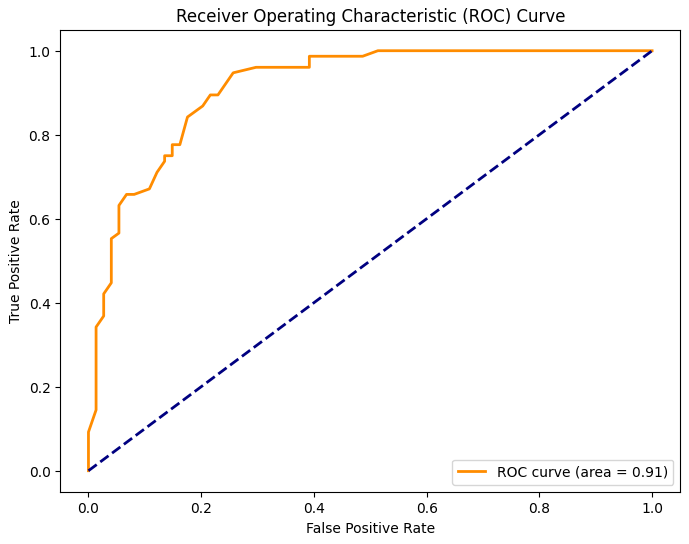 Receiver Operating Characteristic (ROC) Curve
1.0
0.8
0.6
0.4
0.2
0.0
True Positive Rate
ROC curve (area = 0.91)
0.0 0.2 0.4 0.6 0.8 1.0
False Positive Rate